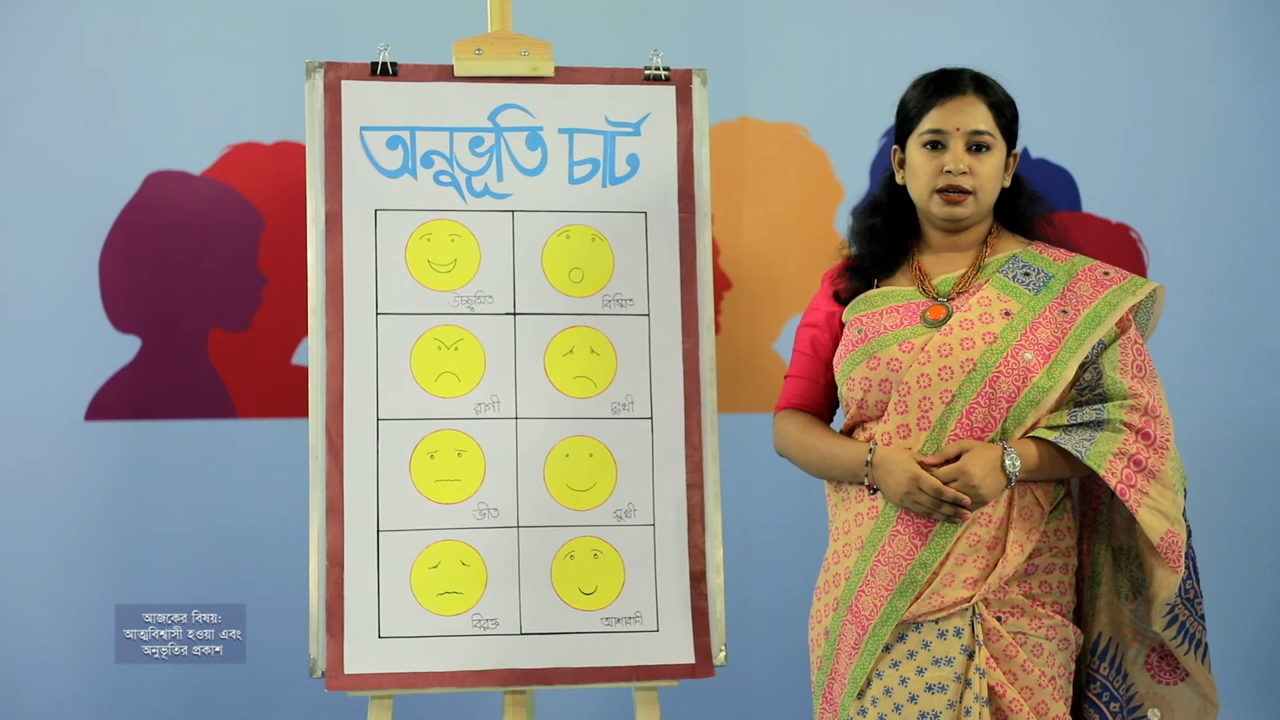 অনুভূতি চার্ট
উচ্ছ্বসিত
বিস্মিত
রাগী
দুঃখী
ভীত
সুখী
বিরক্ত
আশাবাদী
আজকের বিষয়:
আত্মবিশ্বাসী হওয়া এবং
অনুভূতির প্রকাশ